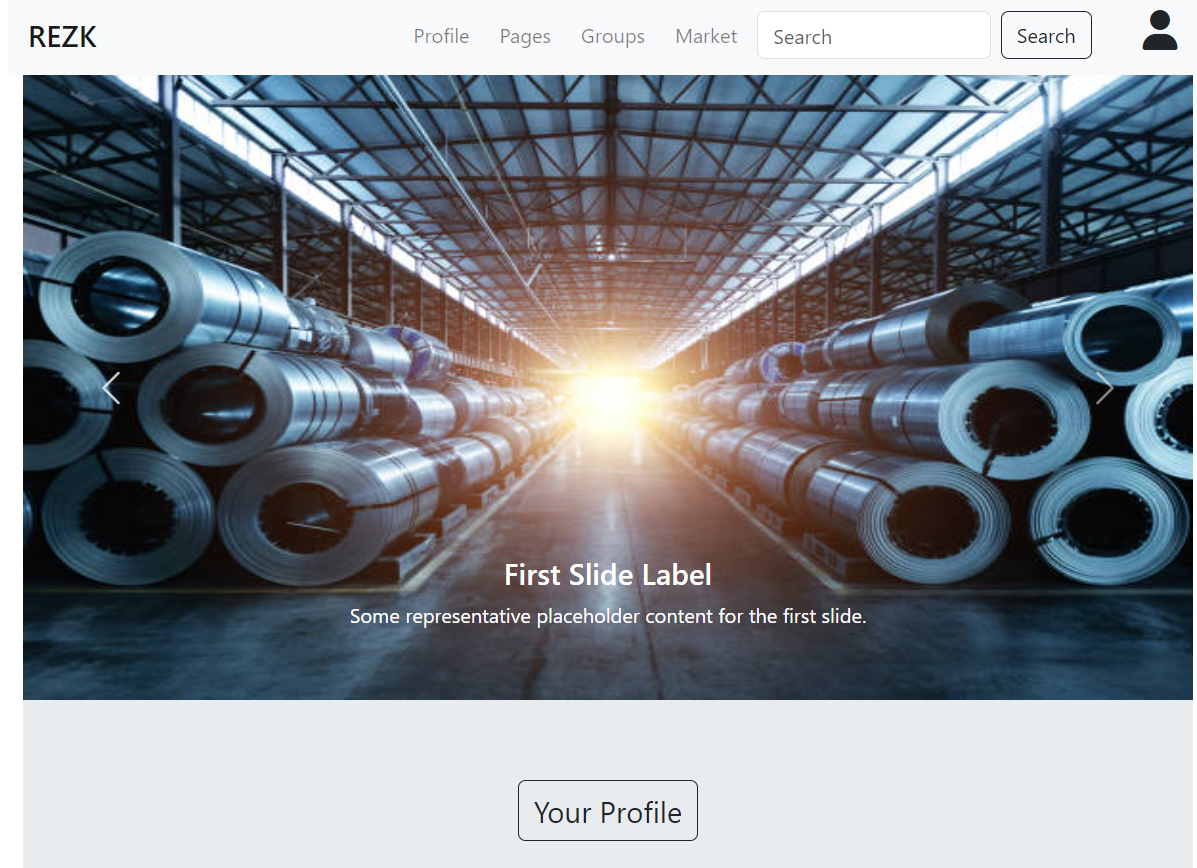 REZK
Profile Pages Groups Market Search Search
First Slide Label
Some representative placeholder content for the first slide.
Your Profile